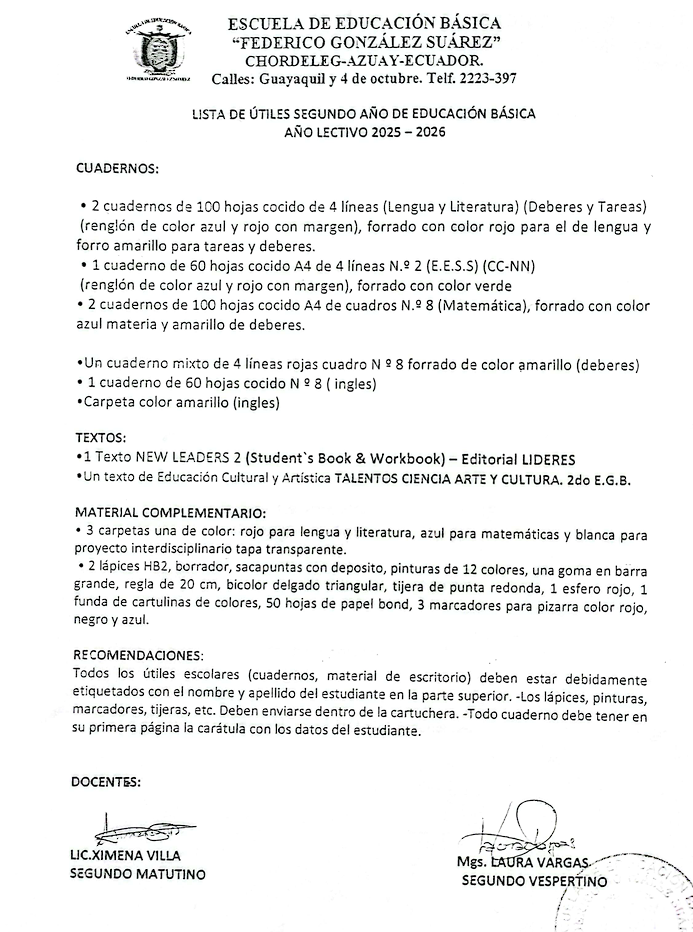 ESCUELA DE EDUCACIÓN BÁSICA
“FEDERICO GONZÁLEZ SUÁREZ”
CHORDELEG-AZUAY-ECUADOR.
Calles: Guayaquil y 4 de octubre. Telf. 2223-397
LISTA DE ÚTILES SEGUNDO AÑO DE EDUCACIÓN BÁSICA
AÑO LECTIVO 2025 – 2026
CUADERNOS:
• 2 cuadernos de 100 hojas cocido de 4 líneas (Lengua y Literatura) (Deberes y Tareas)
(renglón de color azul y rojo con margen), forrado con color rojo para el de lengua y
forro amarillo para tareas y deberes.
• 1 cuaderno de 60 hojas cocido A4 de 4 líneas N.º 2 (E.E.S.S) (CC-NN)
(renglón de color azul y rojo con margen), forrado con color verde
• 2 cuadernos de 100 hojas cocido A4 de cuadros N.º 8 (Matemática), forrado con color
azul materia y amarillo de deberes.
•Un cuaderno mixto de 4 líneas rojas cuadro N º 8 forrado de color amarillo (deberes)
• 1 cuaderno de 60 hojas cocido N º 8 ( ingles)
•Carpeta color amarillo (ingles)
TEXTOS:
•1 Texto NEW LEADERS 2 (Student`s Book & Workbook) – Editorial LIDERES
•Un texto de Educación Cultural y Artística TALENTOS CIENCIA ARTE Y CULTURA. 2do E.G.B.
MATERIAL COMPLEMENTARIO:
• 3 carpetas una de color: rojo para lengua y literatura, azul para matemáticas y blanca para
proyecto interdisciplinario tapa transparente.
• 2 lápices HB2, borrador, sacapuntas con deposito, pinturas de 12 colores, una goma en barra
grande, regla de 20 cm, bicolor delgado triangular, tijera de punta redonda, 1 esfero rojo, 1
funda de cartulinas de colores, 50 hojas de papel bond, 3 marcadores para pizarra color rojo,
negro y azul.
RECOMENDACIONES:
Todos los útiles escolares (cuadernos, material de escritorio) deben estar debidamente
etiquetados con el nombre y apellido del estudiante en la parte superior. -Los lápices, pinturas,
marcadores, tijeras, etc. Deben enviarse dentro de la cartuchera. -Todo cuaderno debe tener en
su primera página la carátula con los datos del estudiante.
DOCENTES:
LIC.XIMENA VILLA
SEGUNDO MATUTINO
Mgs. LAURA VARGAS
SEGUNDO VESPERTINO